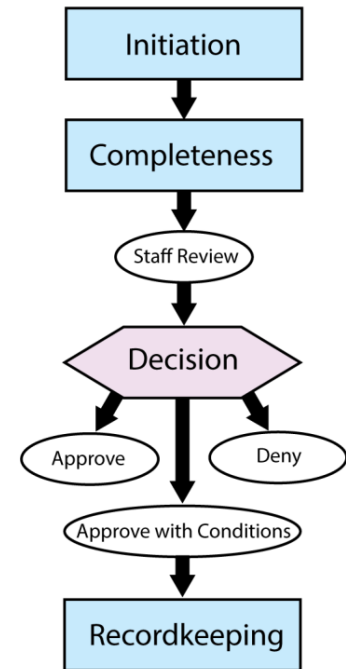 Initiation
Completeness
Staff Review
Decision
Approve
Deny
Approve with Conditions
Recordkeeping